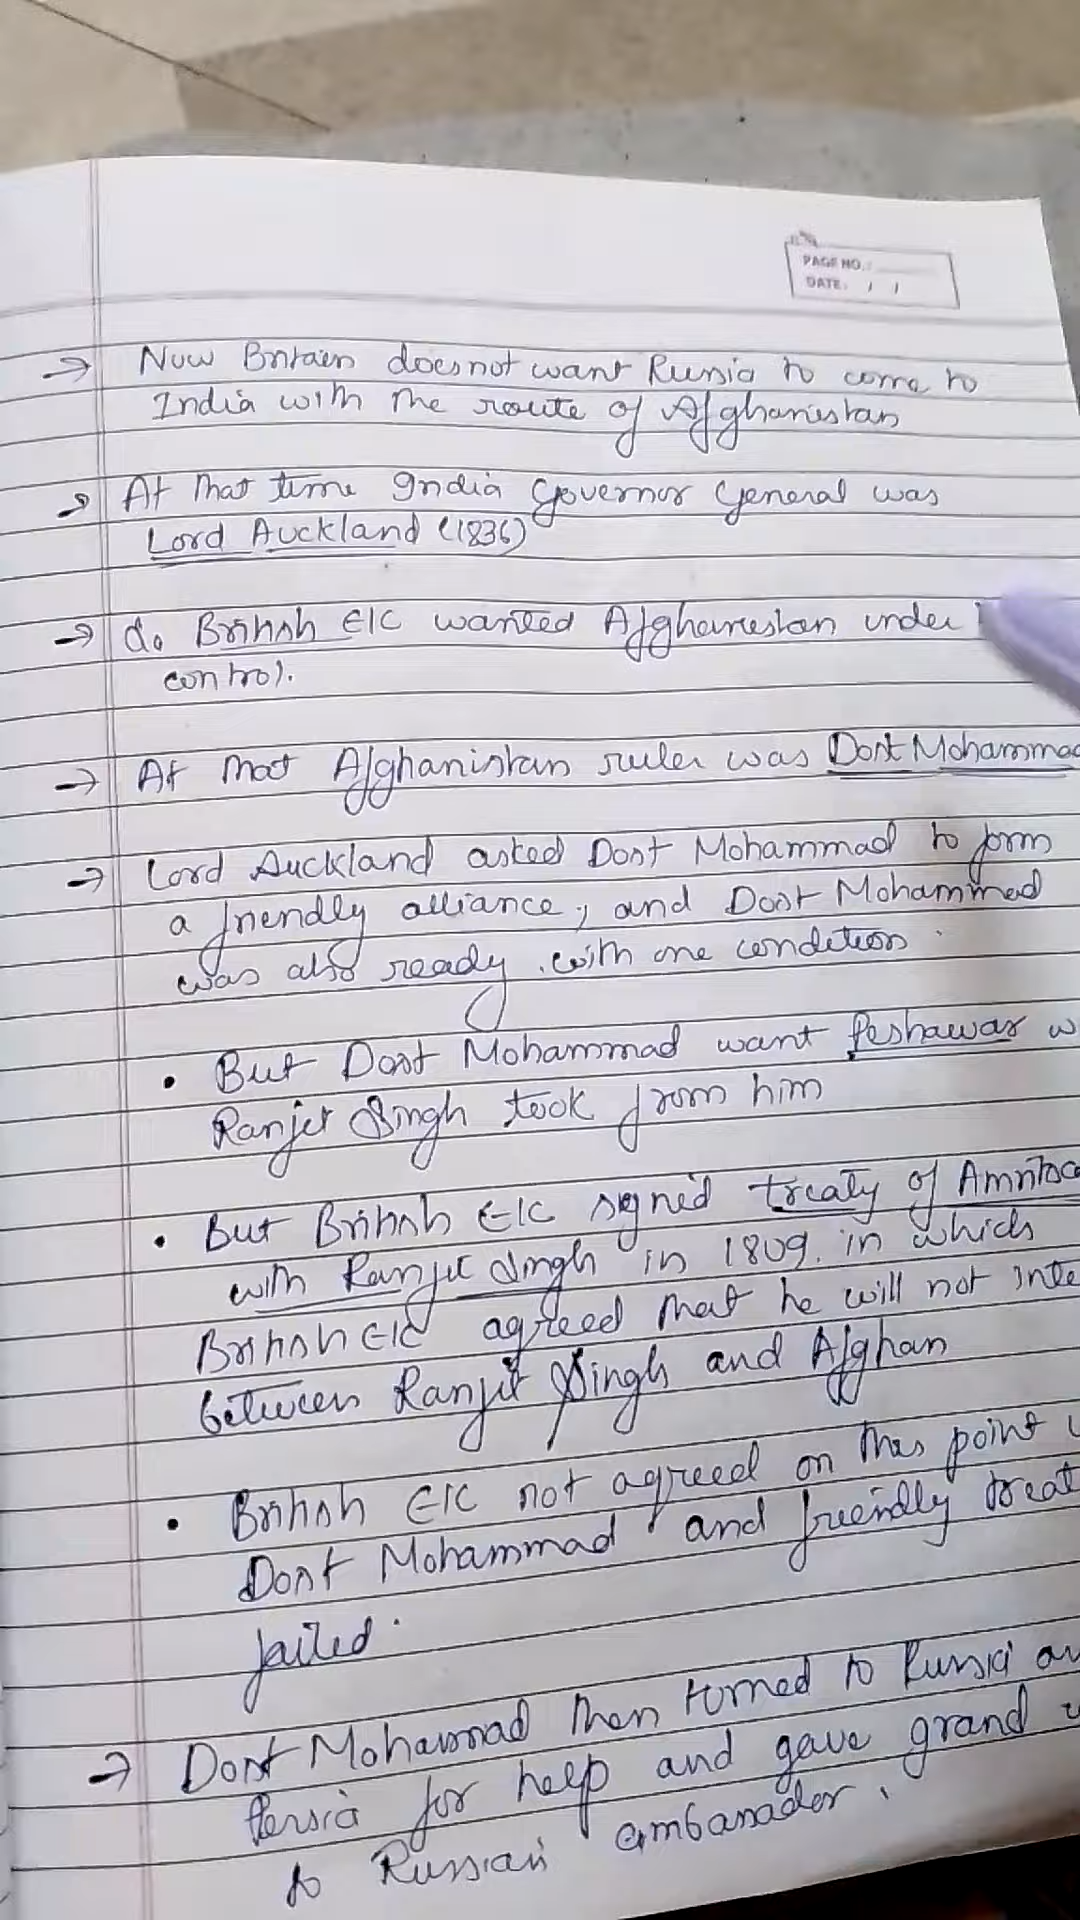 PAGE NO.:
DATE: / /
→ Now Britain does not want Russia to come to
India with the route of Afghanistan
→ At that time India Governor General was
Lord Auckland (1836)
→ So British EIC wanted Afghanistan under
control.
→ At that Afghanistan ruler was Dost Mohammad
→ Lord Auckland asked Dost Mohammad to form
a friendly alliance, and Dost Mohammed
was also ready with one condition.
• But Dost Mohammad want Peshawar
Ranjit Singh took from him
• But British EIC signed treaty of
with Ranjit Singh in 1809. in which
British EIC agreed that he will not
between Ranjit Singh and Afghan
• British EIC not agreed on this point
Dost Mohammad and friendly
failed.
→ Dost Mohammad then turned to Russia
Persia for help and gave grand
to Russian ambassador.